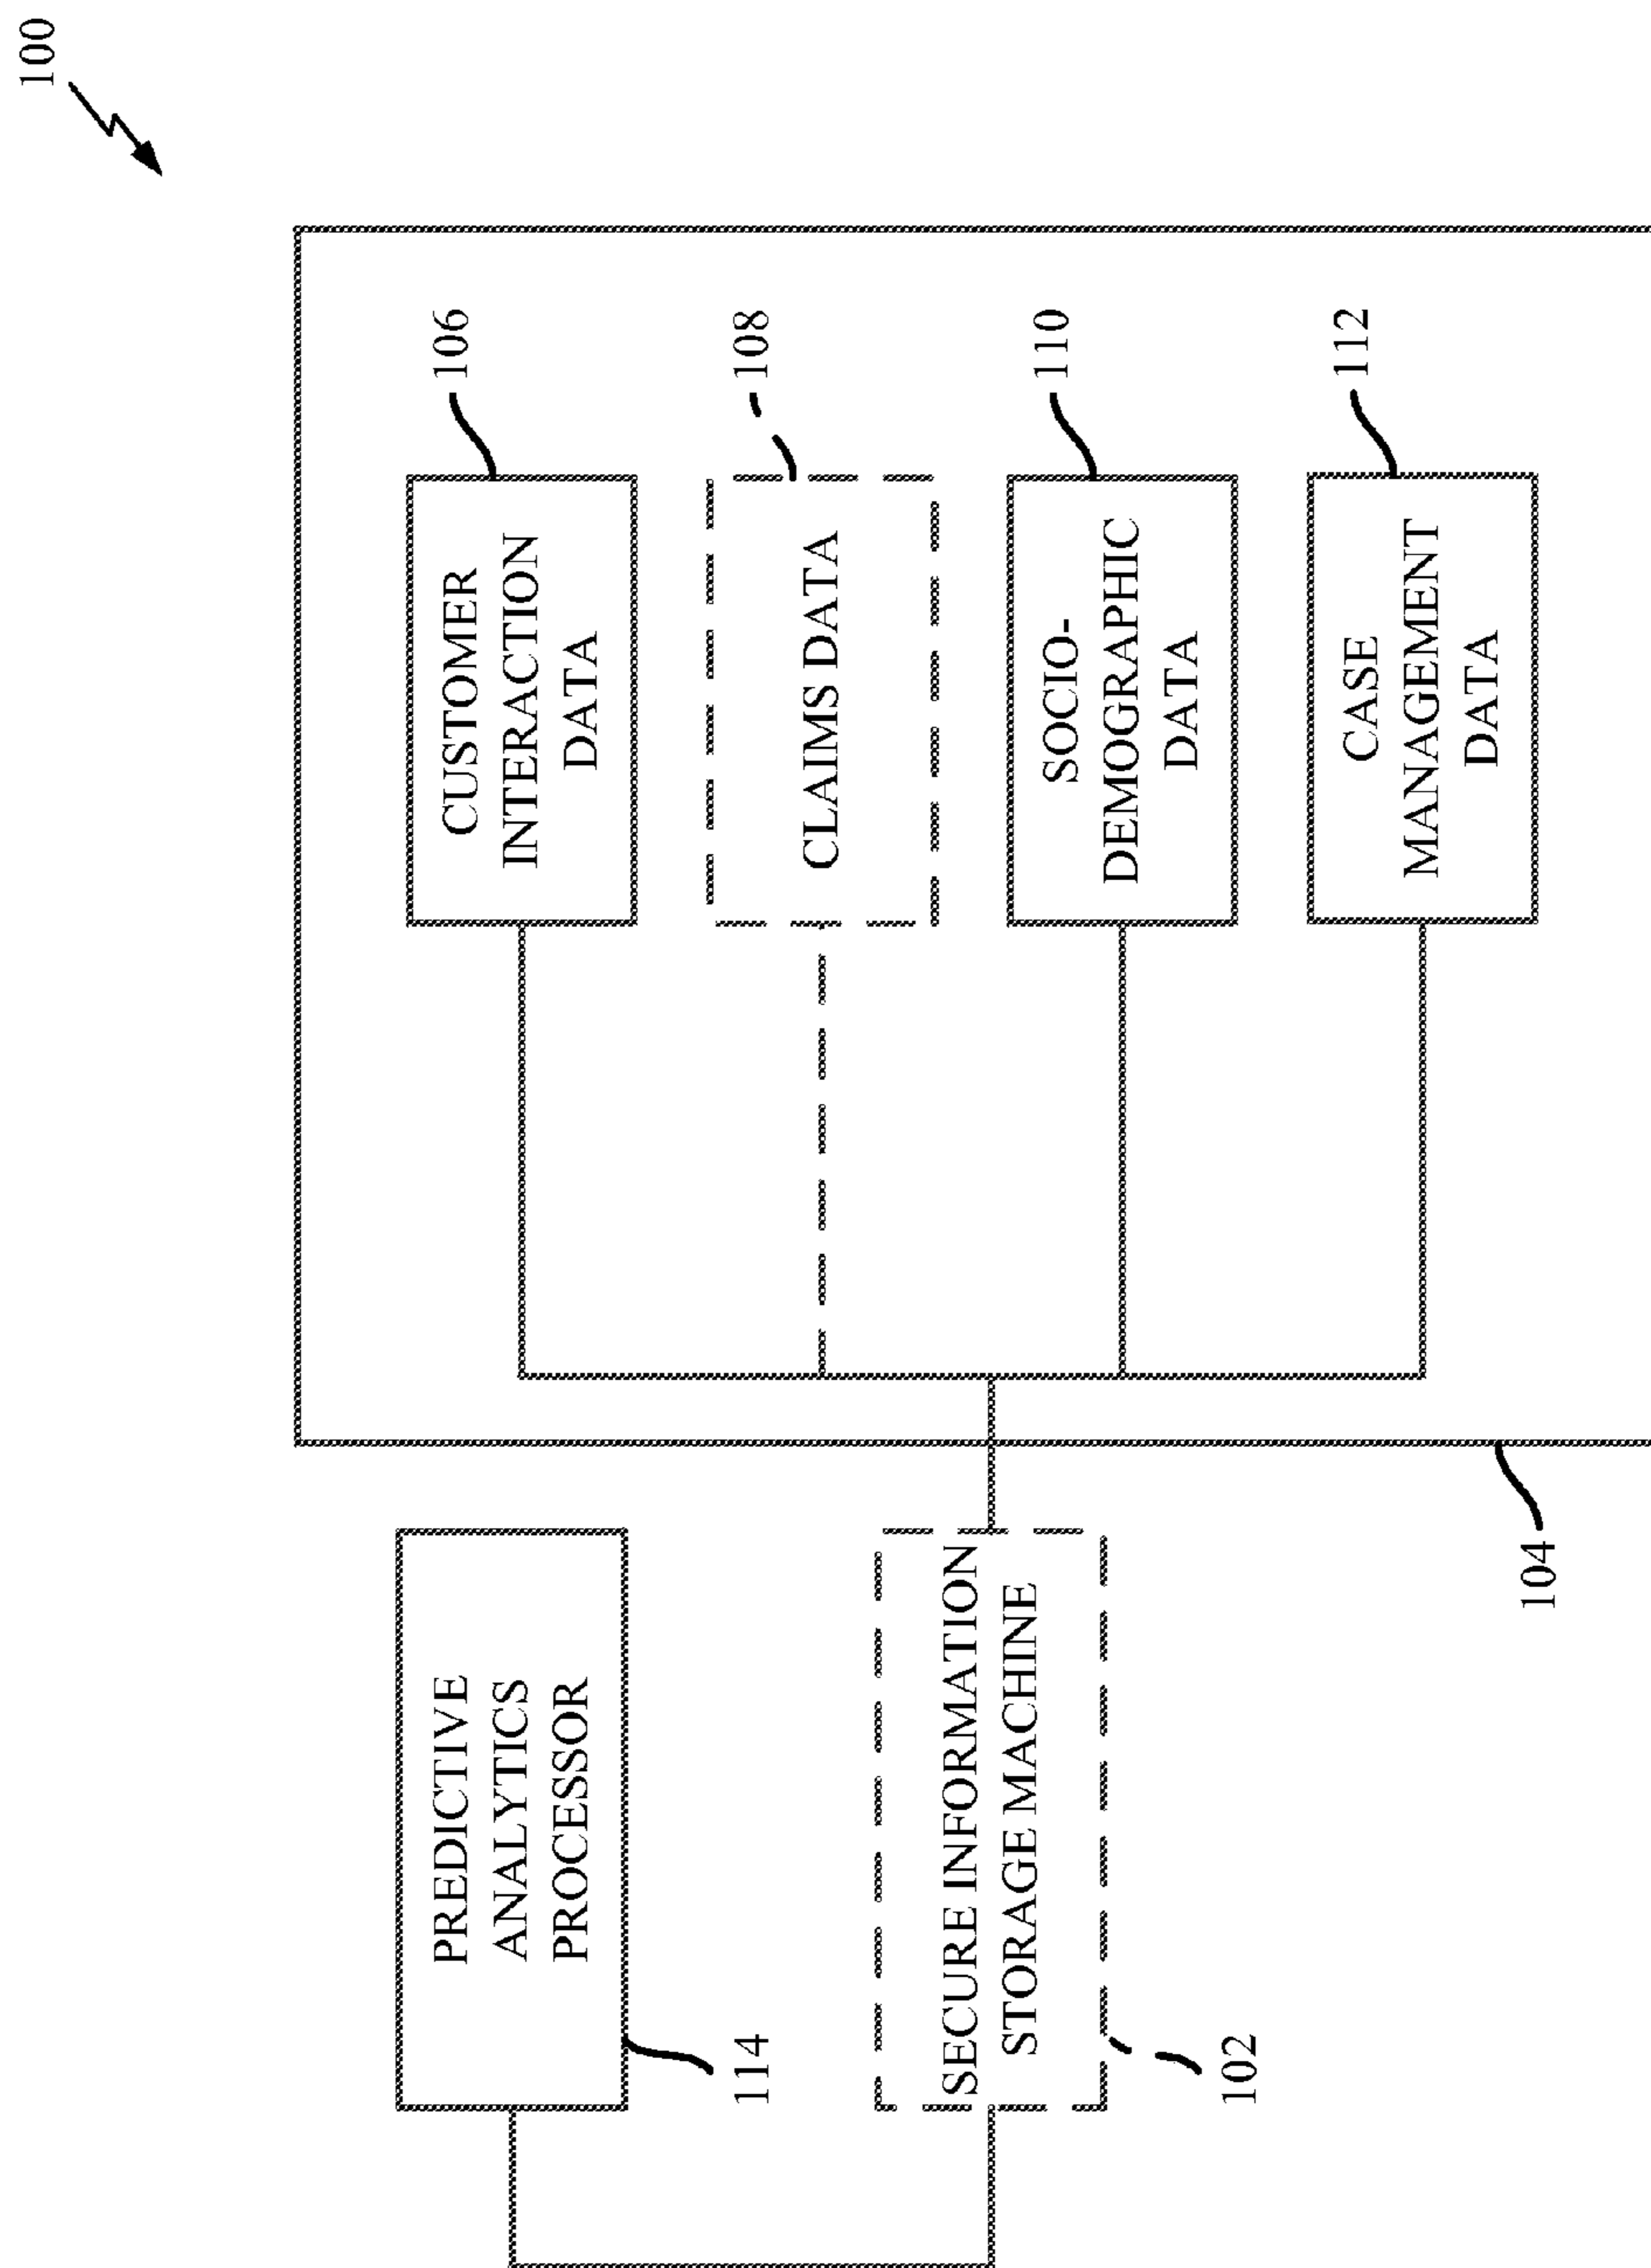 100
PREDICTIVE
ANALYTICS
PROCESSOR
114
SECURE INFORMATION
STORAGE MACHINE
102
104
CUSTOMER
INTERACTION
DATA
106
CLAIMS DATA
108
SOCIO-
DEMOGRAPHIC
DATA
110
CASE
MANAGEMENT
DATA
112